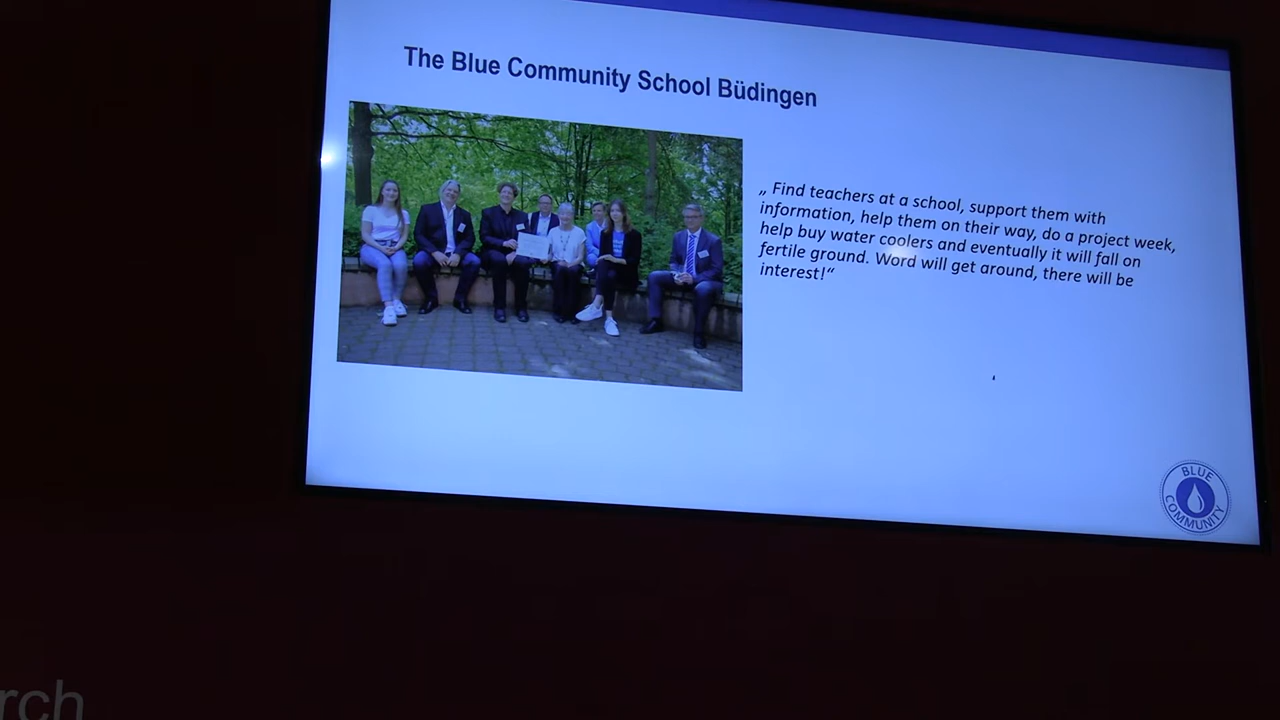 The Blue Community School Büdingen
„ Find teachers at a school, support them with
information, help them on their way, do a project week,
help buy water coolers and eventually it will fall on
fertile ground. Word will get around, there will be
interest!“
BLUE
COMMUNITY
rch